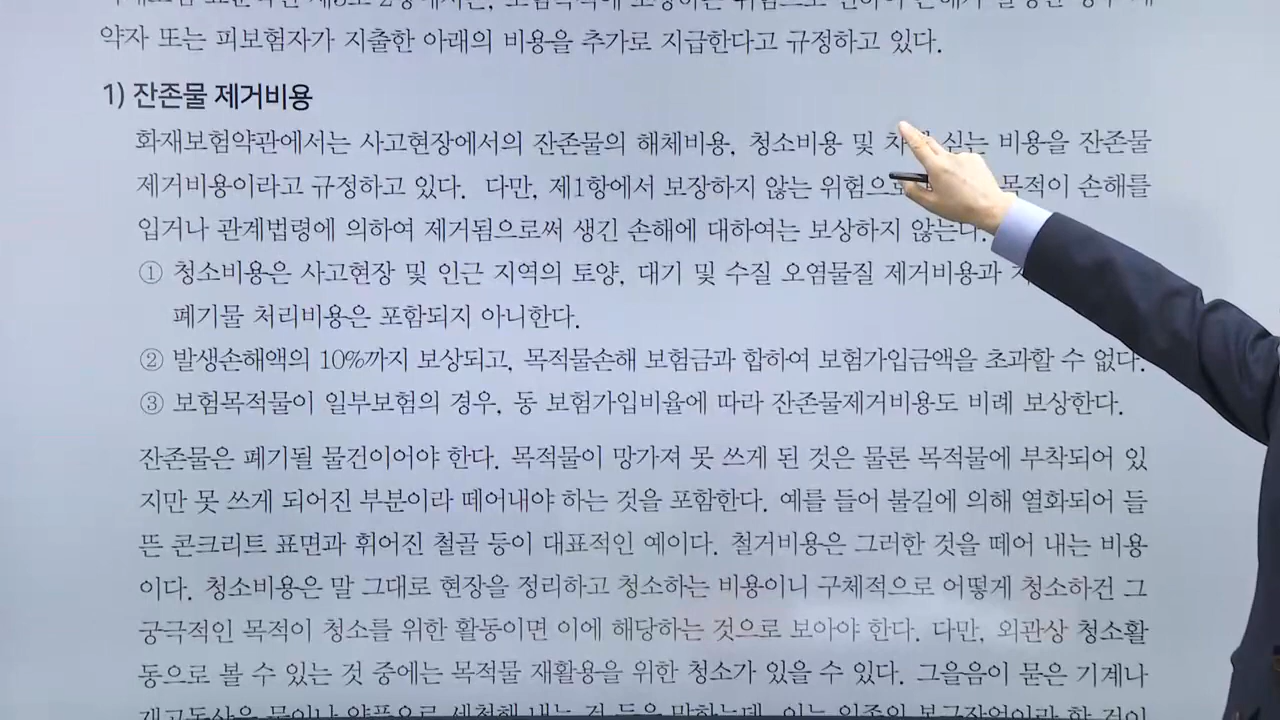 약자 또는 피보험자가 지출한 아래의 비용을 추가로 지급한다고 규정하고 있다.
1) 잔존물 제거비용
화재보험약관에서는 사고현장에서의 잔존물의 해체비용, 청소비용 및 싣는 비용을 잔존물
제거비용이라고 규정하고 있다. 다만, 제1항에서 보장하지 않는 위험으로 목적이 손해를
입거나 관계법령에 의하여 제거됨으로써 생긴 손해에 대하여는 보상하지 않는다.
① 청소비용은 사고현장 및 인근 지역의 토양, 대기 및 수질 오염물질 제거비용과
폐기물 처리비용은 포함되지 아니한다.
② 발생손해액의 10%까지 보상되고, 목적물손해 보험금과 합하여 보험가입금액을 초과할 수 없다.
③ 보험목적물이 일부보험의 경우, 동 보험가입비율에 따라 잔존물제거비용도 비례 보상한다.
잔존물은 폐기될 물건이어야 한다. 목적물이 망가져 못 쓰게 된 것은 물론 목적물에 부착되어 있
지만 못 쓰게 되어진 부분이라 떼어내야 하는 것을 포함한다. 예를 들어 불길에 의해 열화되어 들
뜬 콘크리트 표면과 휘어진 철골 등이 대표적인 예이다. 철거비용은 그러한 것을 떼어 내는 비용
이다. 청소비용은 말 그대로 현장을 정리하고 청소하는 비용이니 구체적으로 어떻게 청소하건 그
궁극적인 목적이 청소를 위한 활동이면 이에 해당하는 것으로 보아야 한다. 다만, 외관상 청소활
동으로 볼 수 있는 것 중에는 목적물 재활용을 위한 청소가 있을 수 있다. 그을음이 묻은 기계나